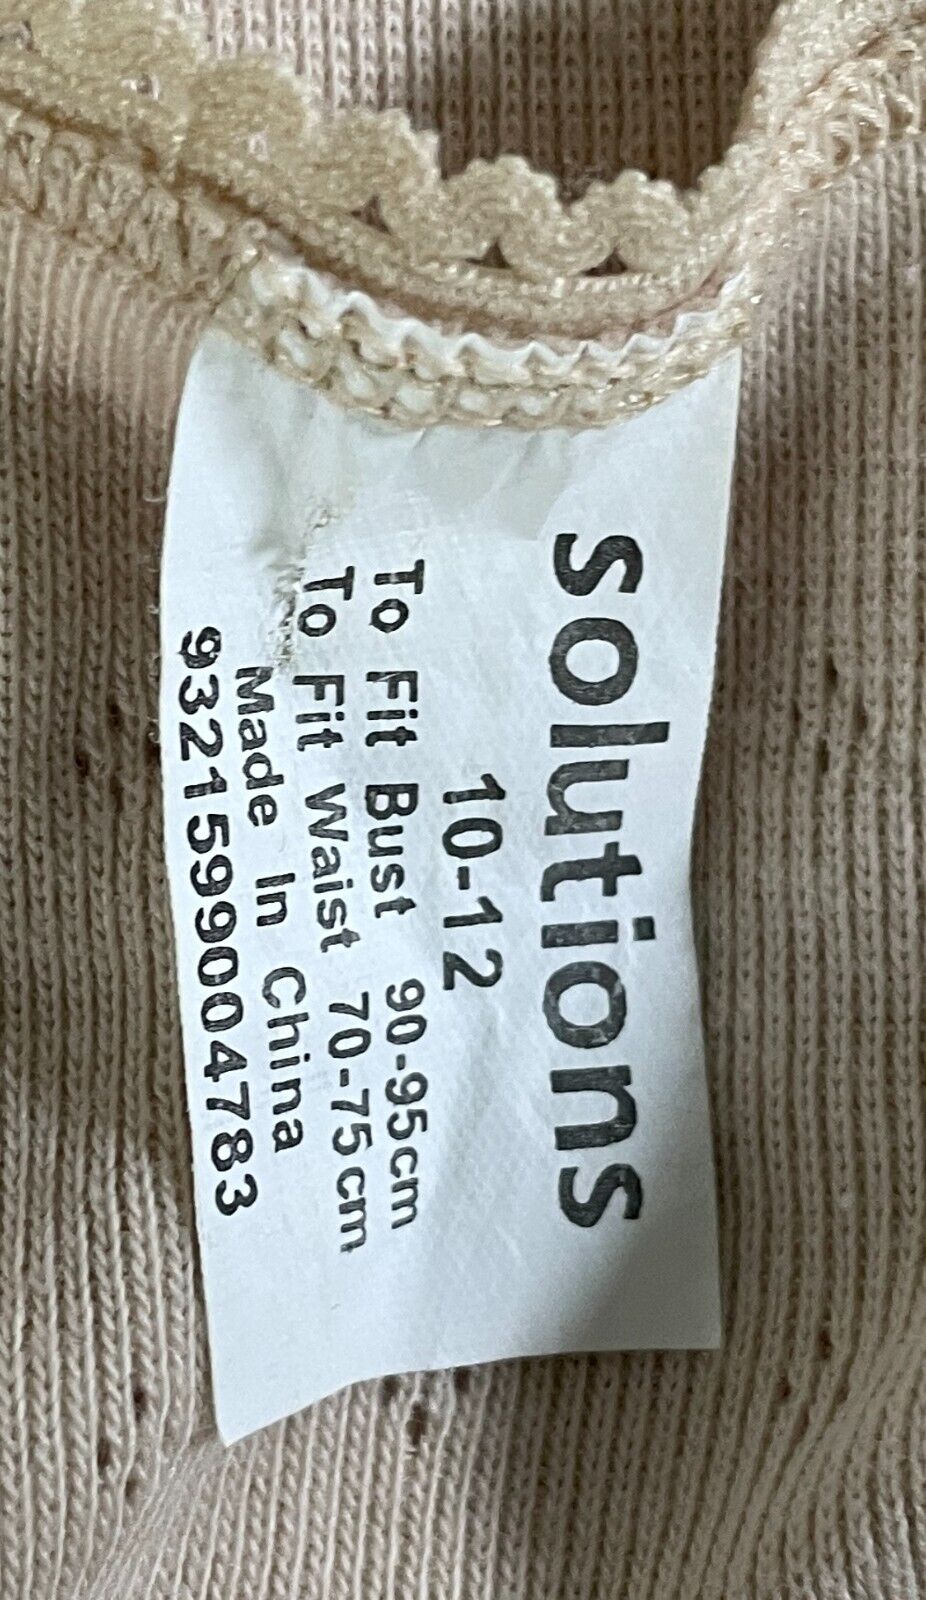 solutions
10-12
To Fit Bust 90-95cm
To Fit Waist 70-75cm
Made In China
9321599004783